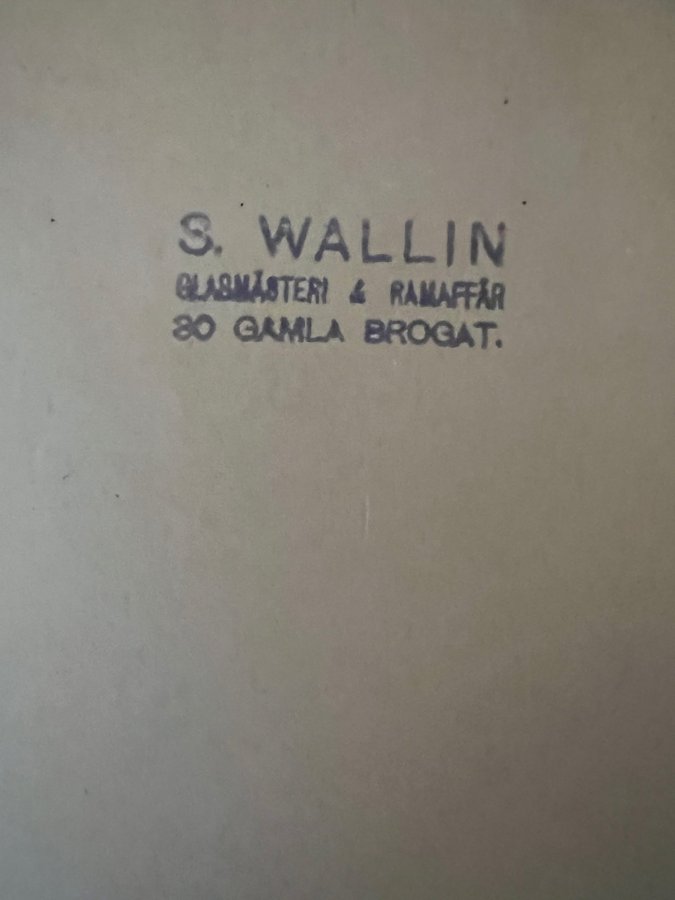 S. WALLIN
GLASMÄSTERI & RAMAFFÄR
30 GAMLA BROGAT.